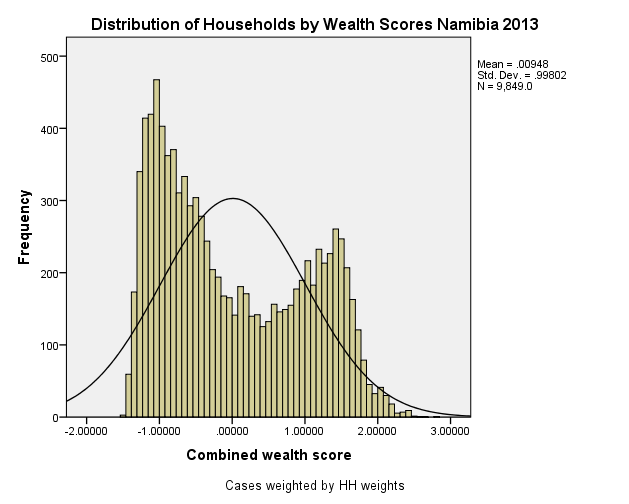 Distribution of Households by Wealth Scores Namibia 2013
Mean = .00948
Std. Dev. = .99802
N = 9,849.0
500
400
300
200
100
0
Frequency
-2.00000 -1.00000 .00000 1.00000 2.00000 3.00000
Combined wealth score
Cases weighted by HH weights